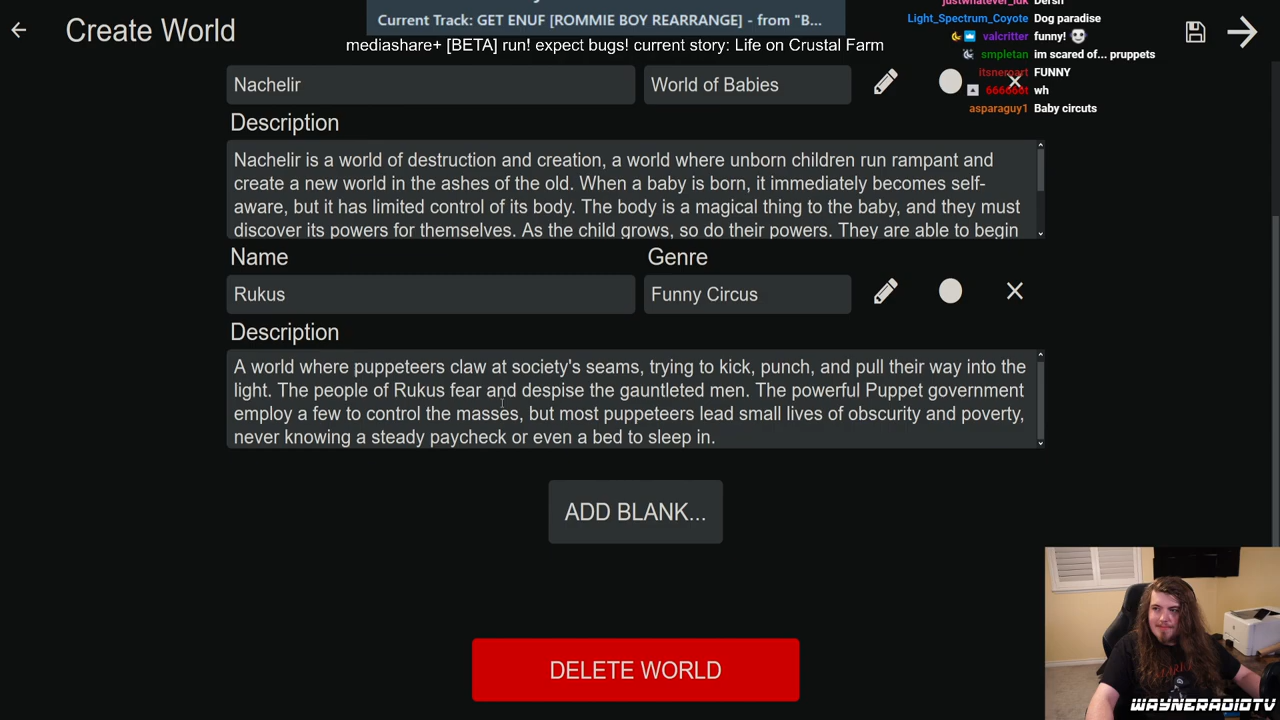 Create World
Current Track: GET ENUF [ROMMIE BOY REARRANGE] - from "B...
mediashare+ [BETA] run! expect bugs! current story: Life on Crustal Farm
justwhatever_idk Dersh
Light_Spectrum_Coyote Dog paradise
valcritter funny!
smpletan im scared of... pruppets
itsneroart FUNNY
666666t wh
asparaguy1 Baby circuts
Nachelir World of Babies
Description
Nachelir is a world of destruction and creation, a world where unborn children run rampant and
create a new world in the ashes of the old. When a baby is born, it immediately becomes self-
aware, but it has limited control of its body. The body is a magical thing to the baby, and they must
discover its powers for themselves. As the child grows, so do their powers. They are able to begin
Name Genre
Rukus Funny Circus
Description
A world where puppeteers claw at society's seams, trying to kick, punch, and pull their way into the
light. The people of Rukus fear and despise the gauntleted men. The powerful Puppet government
employ a few to control the masses, but most puppeteers lead small lives of obscurity and poverty,
never knowing a steady paycheck or even a bed to sleep in.
ADD BLANK...
DELETE WORLD
WAYNERADIOTV